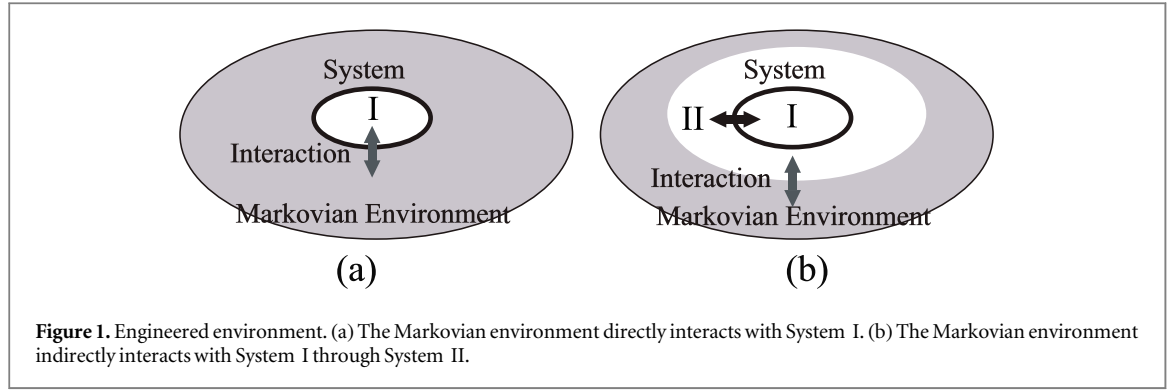 System
I
Interaction
Markovian Environment
(a)
System
II
I
Interaction
Markovian Environment
(b)
Figure 1. Engineered environment. (a) The Markovian environment directly interacts with System I. (b) The Markovian environment
indirectly interacts with System I through System II.